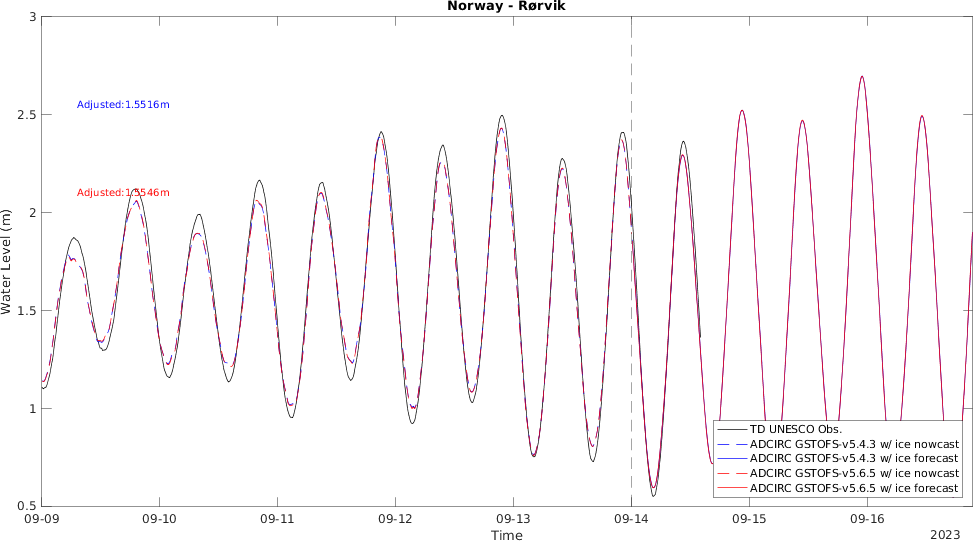 Norway - Rørvik
3
2.5
2
1.5
1
0.5
Water Level (m)
Adjusted:1.5516m
Adjusted:1.5546m
TD UNESCO Obs.
ADCIRC GSTOFS-v5.4.3 w/ ice nowcast
ADCIRC GSTOFS-v5.4.3 w/ ice forecast
ADCIRC GSTOFS-v5.6.5 w/ ice nowcast
ADCIRC GSTOFS-v5.6.5 w/ ice forecast
09-09 09-10 09-11 09-12 09-13 09-14 09-15 09-16
Time
2023